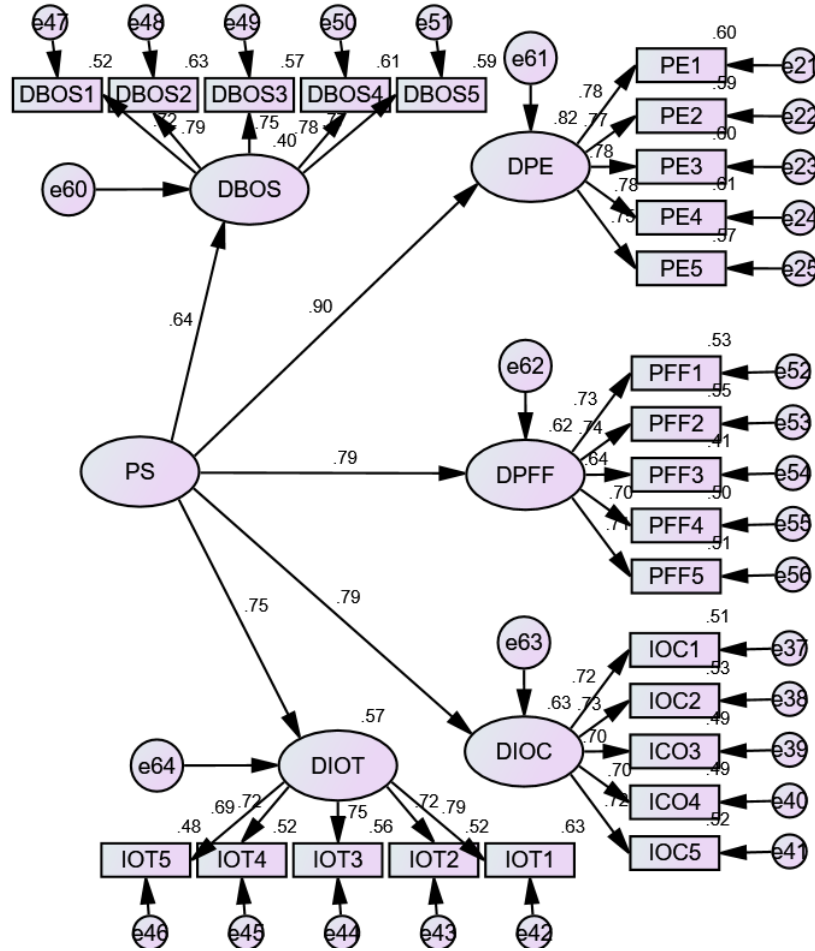 e47 e48 e49 e50 e51
.52 .63 .57 .61 .59
DBOS1 DBOS2 DBOS3 DBOS4 DBOS5
.72 .79 .75 .78
.40
e60 DBOS
e61
.60
PE1 e21
.78 .59
PE2 e22
.82 .77 .60
DPE .78 PE3 e23
.78 .61
PE4 e24
.75 .57
PE5 e25
.64
.90
e62
.53
PFF1 e52
.73 .55
PFF2 e53
.62 .74 .41
PS .79 DPFF .64 PFF3 e54
.70 .50
PFF4 e55
.71 .51
PFF5 e56
.75
.79
e63
.51
IOC1 e37
.72 .53
IOC2 e38
.63 .73 .49
DIOC .70 ICO3 e39
.70 .49
ICO4 e40
.72 .52
IOC5 e41
.57
e64 DIOT
.69 .72 .75 .72 .79
.48 .52 .56 .52 .63
IOT5 IOT4 IOT3 IOT2 IOT1
e46 e45 e44 e43 e42